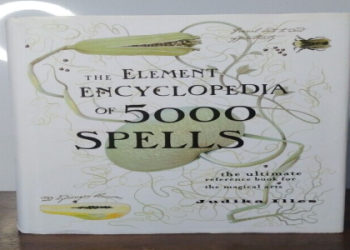 THE ELEMENT
ENCYCLOPEDIA
OF 5000
SPELLS
the ultimate
reference book for
the magical arts
Judika Illes